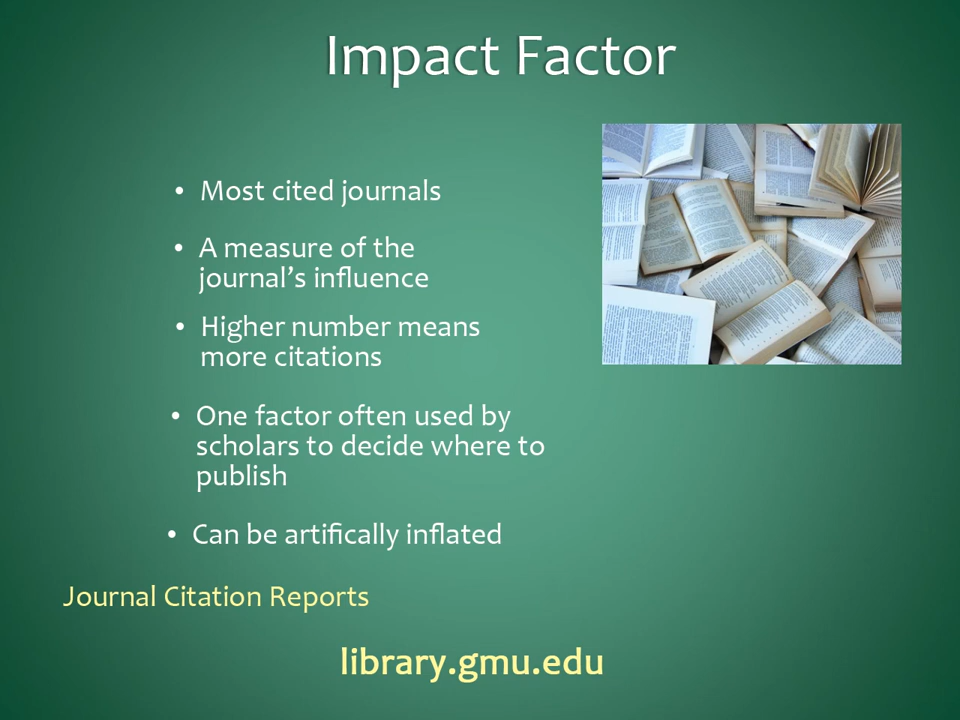 Impact Factor
• Most cited journals
• A measure of the
journal’s influence
• Higher number means
more citations
• One factor often used by
scholars to decide where to
publish
• Can be artifically inflated
Journal Citation Reports
library.gmu.edu